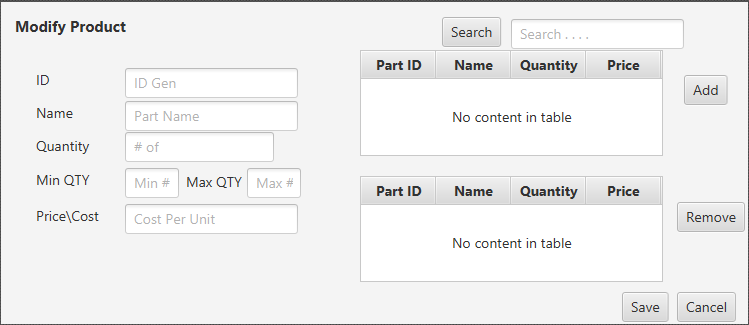 Modify Product
Search Search . . . .
ID ID Gen
Name Part Name
Quantity # of
Min QTY Min # Max QTY Max #
Price\Cost Cost Per Unit
Part ID Name Quantity Price
No content in table
Add
Part ID Name Quantity Price
No content in table
Remove
Save Cancel